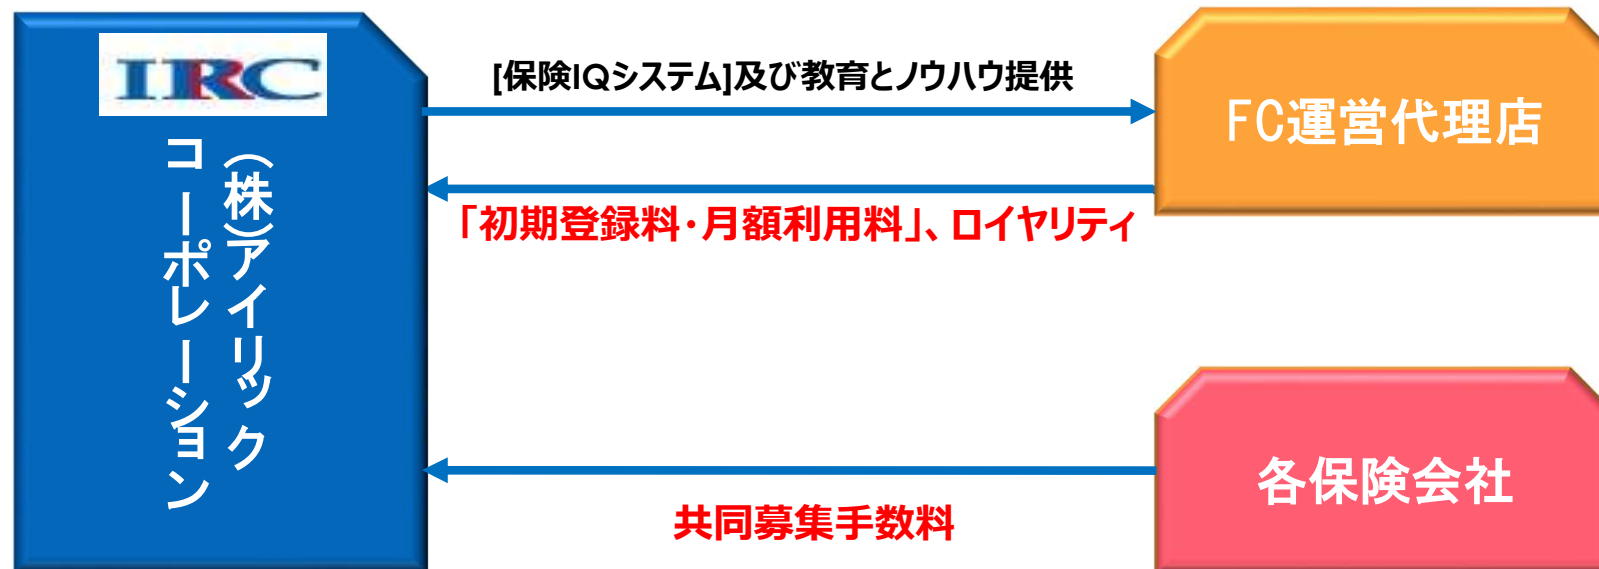 IRC
(株)アイリック
コーポレーション
[保険IQシステム]及び教育とノウハウ提供
FC運営代理店
「初期登録料・月額利用料」、ロイヤリティ
各保険会社
共同募集手数料